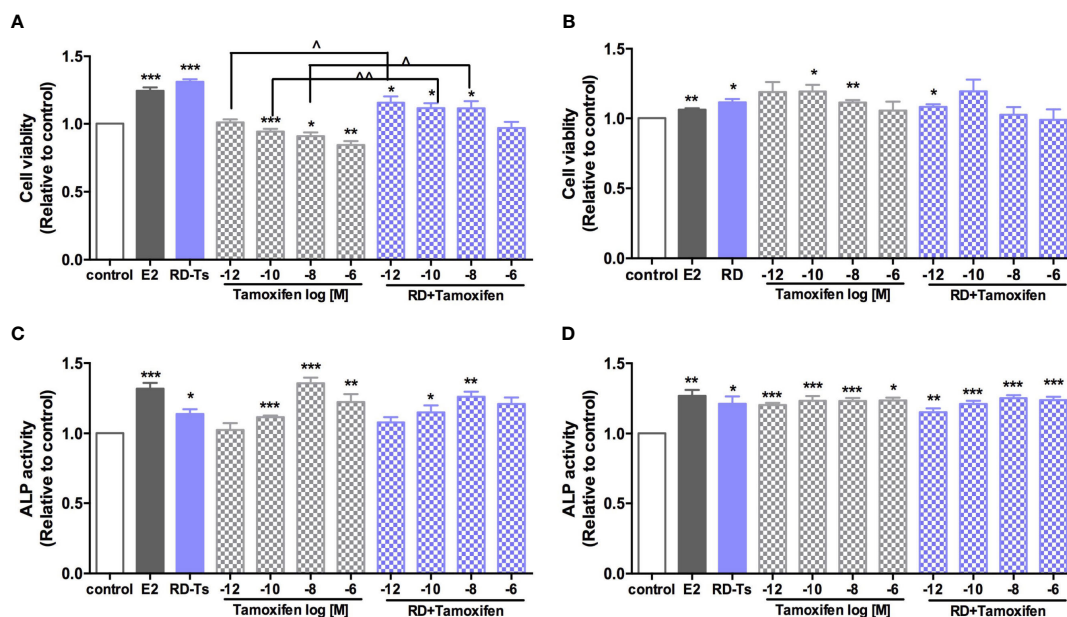 A
Cell viablity
(Relative to control)
1.5
1.0
0.5
0.0
*** *** *** * ** * * * 
^ ^^ ^
control E2 RD-Ts -12 -10 -8 -6 -12 -10 -8 -6
Tamoxifen log [M] RD+Tamoxifen
B
Cell viability
(Relative to control)
1.5
1.0
0.5
0.0
** * * ** *
control E2 RD -12 -10 -8 -6 -12 -10 -8 -6
Tamoxifen log [M] RD+Tamoxifen
C
ALP activity
(Relative to control)
1.5
1.0
0.5
0.0
*** * *** *** ** * **
control E2 RD-Ts -12 -10 -8 -6 -12 -10 -8 -6
Tamoxifen log [M] RD+Tamoxifen
D
ALP activity
(Relative to control)
1.5
1.0
0.5
0.0
** * *** *** *** * ** *** *** ***
control E2 RD-Ts -12 -10 -8 -6 -12 -10 -8 -6
Tamoxifen log [M] RD+Tamoxifen